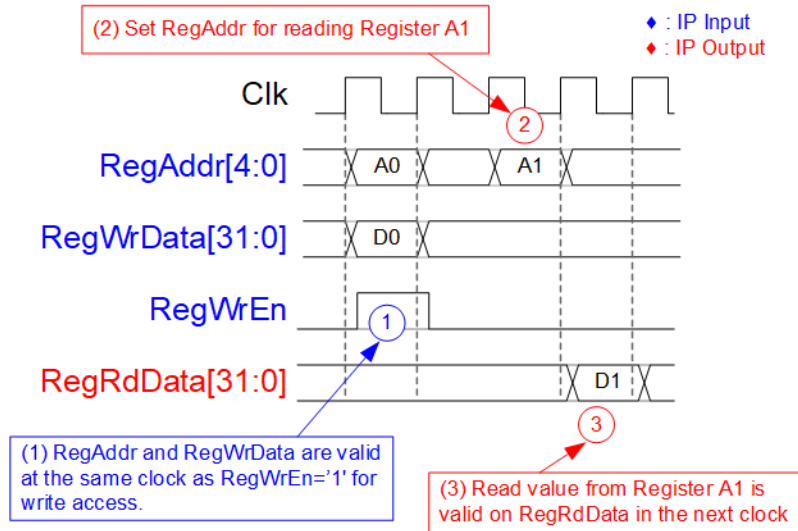 (2) Set RegAddr for reading Register A1
♦ : IP Input
♦ : IP Output
Clk
2
RegAddr[4:0]
A0
A1
RegWrData[31:0]
D0
RegWrEn
1
RegRdData[31:0]
D1
3
(1) RegAddr and RegWrData are valid
at the same clock as RegWrEn='1' for
write access.
(3) Read value from Register A1 is
valid on RegRdData in the next clock